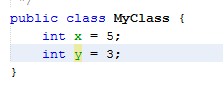 */
public class MyClass {
    int x = 5;
    int y = 3;
}